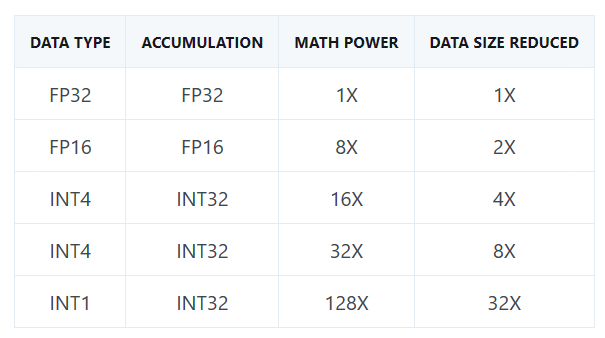 DATA TYPE ACCUMULATION MATH POWER DATA SIZE REDUCED
FP32 FP32 1X 1X
FP16 FP16 8X 2X
INT4 INT32 16X 4X
INT4 INT32 32X 8X
INT1 INT32 128X 32X